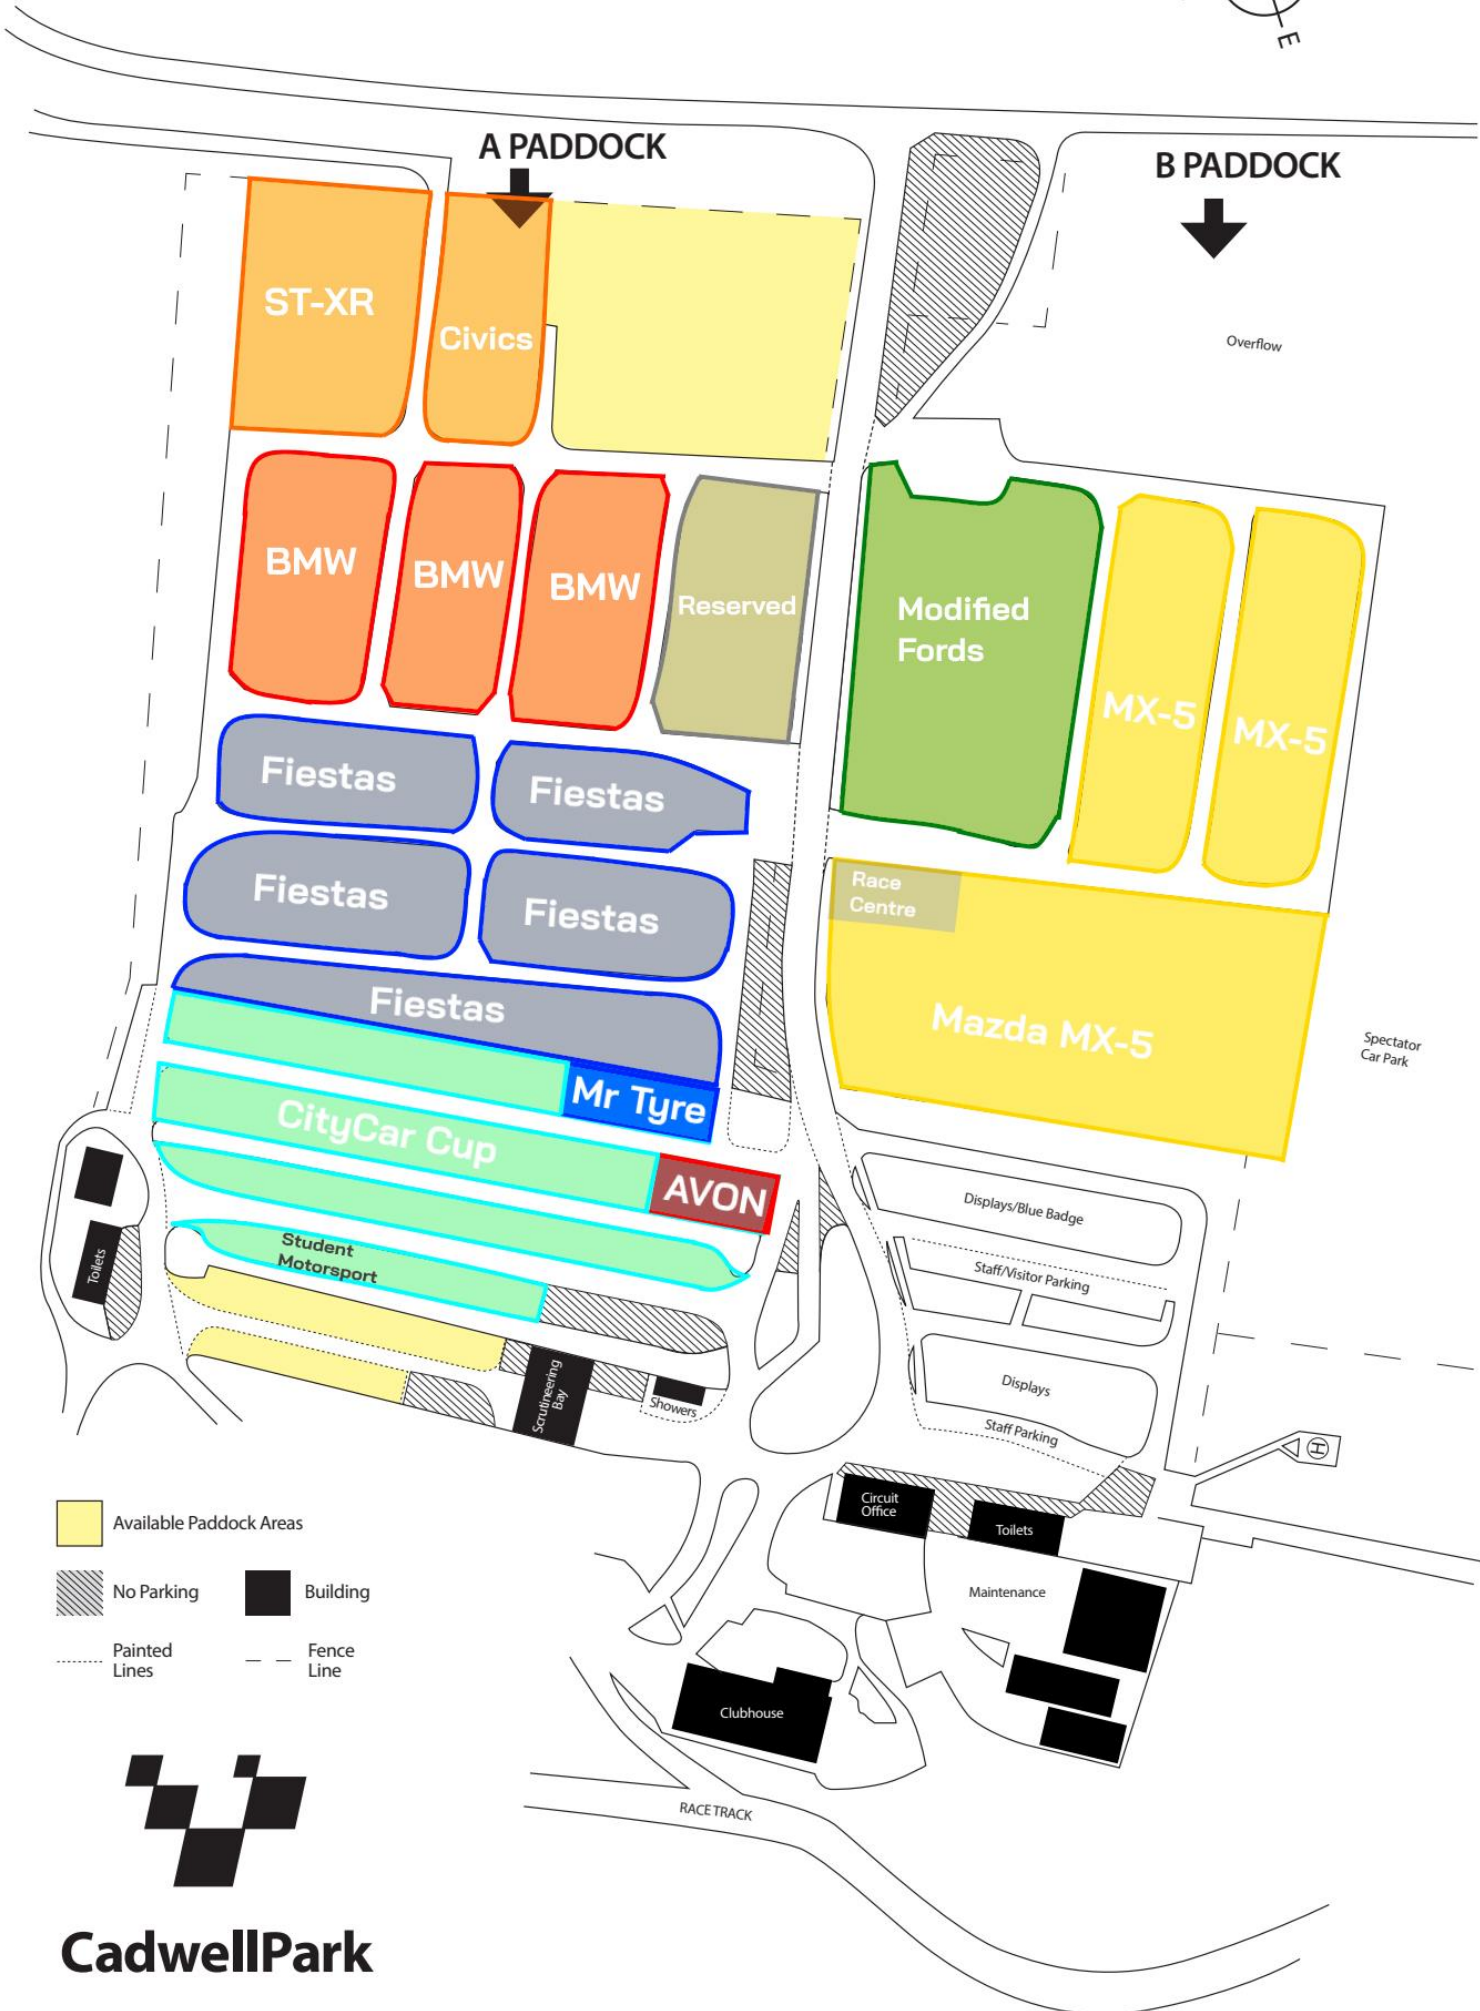 E
A PADDOCK
B PADDOCK
ST-XR
Civics
Overflow
BMW
BMW
BMW
Reserved
Modified
Fords
MX-5
MX-5
Fiestas
Fiestas
Fiestas
Fiestas
Fiestas
Race
Centre
Mazda MX-5
Spectator
Car Park
Mr Tyre
CityCar Cup
AVON
Student
Motorsport
Toilets
Displays/Blue Badge
Staff/Visitor Parking
Displays
Staff Parking
Scrutineering
Bay
Showers
H
Circuit
Office
Toilets
Maintenance
Clubhouse
RACE TRACK
Available Paddock Areas
No Parking
Building
Painted
Lines
Fence
Line
CadwellPark